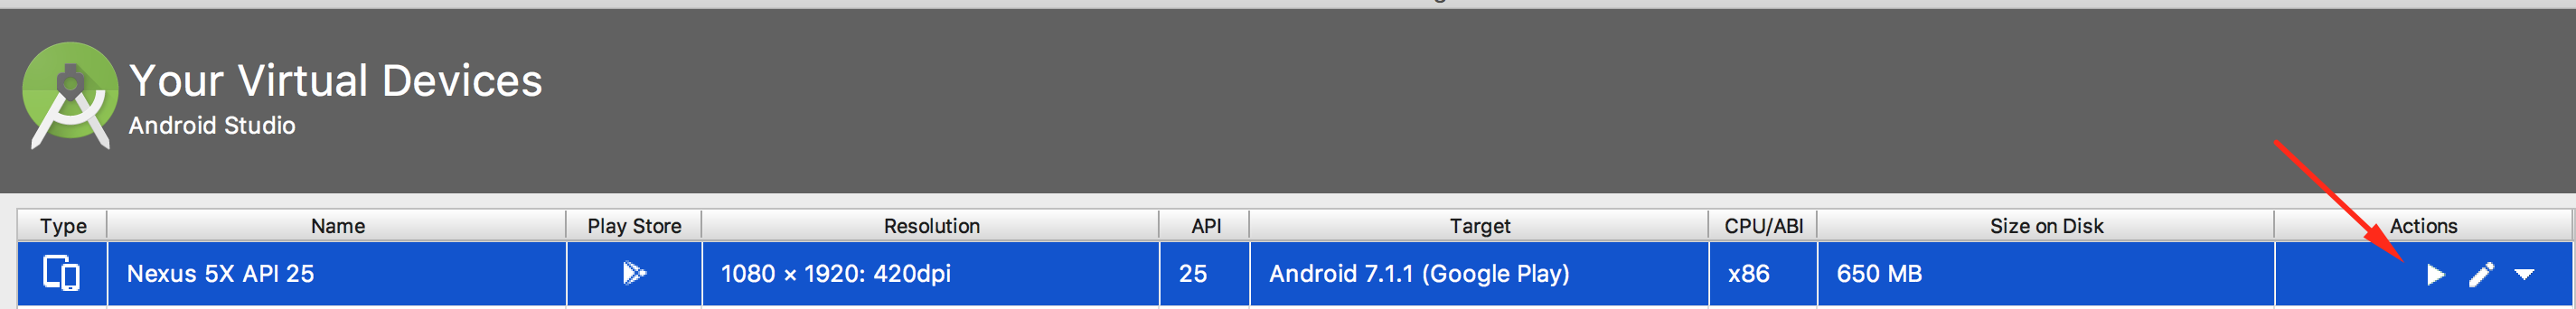 Your Virtual Devices
Android Studio
Type Name Play Store Resolution API Target CPU/ABI Size on Disk Actions
Nexus 5X API 25 1080 × 1920: 420dpi 25 Android 7.1.1 (Google Play) x86 650 MB